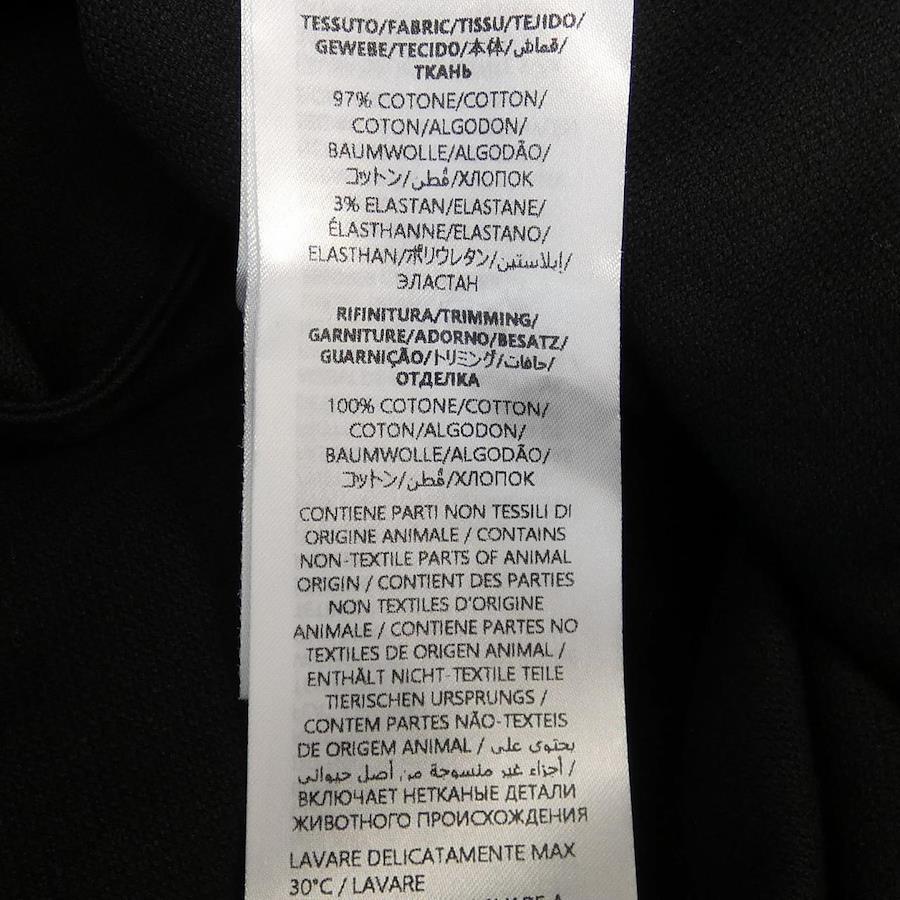 TESSUTO/FABRIC/TISSU/TEJIDO/
GEWEBE/TECIDO/本体/قماش/
ТКАНЬ
97% COTONE/COTTON/
COTON/ALGODON/
BAUMWOLLE/ALGODÃO/
コットン/قُطن/ХЛОПОК
3% ELASTAN/ELASTANE/
ÉLASTHANNE/ELASTANO/
ELASTHAN/ポリウレタン/إيلاستين/
ЭЛАСТАН
RIFINITURA/TRIMMING/
GARNITURE/ADORNO/BESATZ/
GUARNIÇÃO/トリミング/حافات/
ОТДЕЛКА
100% COTONE/COTTON/
COTON/ALGODON/
BAUMWOLLE/ALGODÃO/
コットン/قُطن/ХЛОПОК
CONTIENE PARTI NON TESSILI DI
ORIGINE ANIMALE / CONTAINS
NON-TEXTILE PARTS OF ANIMAL
ORIGIN / CONTIENT DES PARTIES
NON TEXTILES D'ORIGINE
ANIMALE / CONTIENE PARTES NO
TEXTILES DE ORIGEN ANIMAL /
ENTHÄLT NICHT-TEXTILE TEILE
TIERISCHEN URSPRUNGS /
CONTEM PARTES NÃO-TEXTEIS
DE ORIGEM ANIMAL / يحتوي على
أجزاء غير منسوجة من أصل حيواني /
ВКЛЮЧАЕТ НЕТКАНЫЕ ДЕТАЛИ
ЖИВОТНОГО ПРОИСХОЖДЕНИЯ
LAVARE DELICATAMENTE MAX
30°C / LAVARE